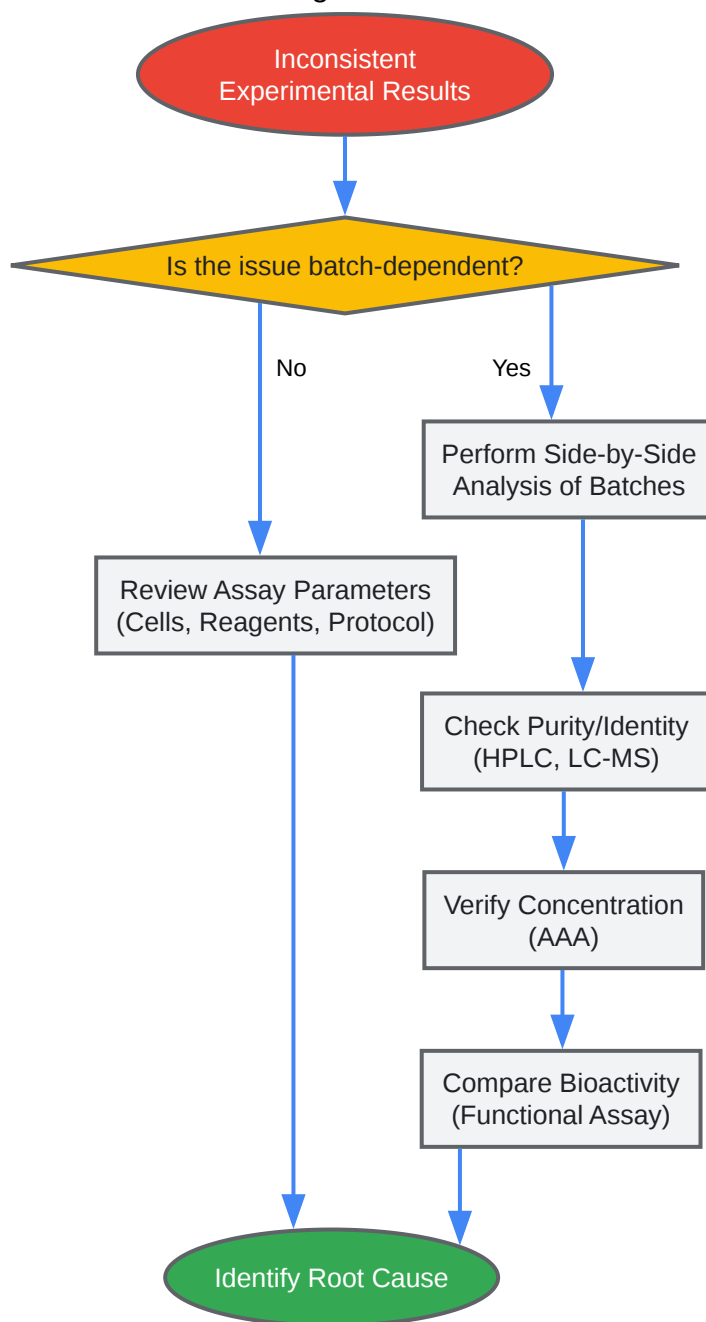 Inconsistent
Experimental Results
Is the issue batch-dependent?
No
Yes
Perform Side-by-Side
Analysis of Batches
Review Assay Parameters
(Cells, Reagents, Protocol)
Check Purity/Identity
(HPLC, LC-MS)
Verify Concentration
(AAA)
Compare Bioactivity
(Functional Assay)
Identify Root Cause